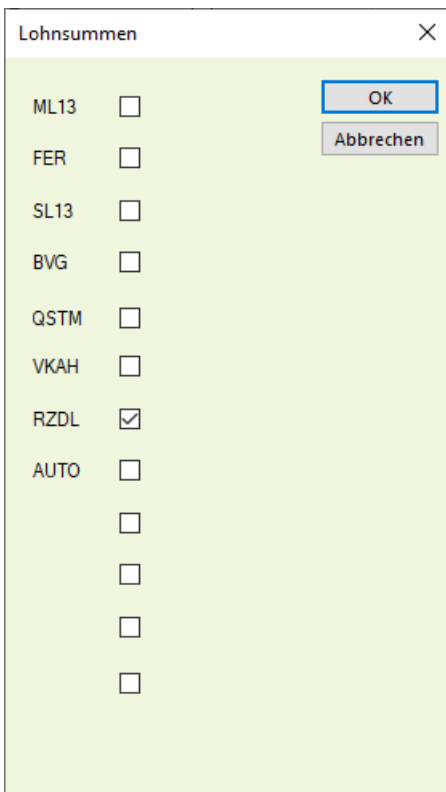 Lohnsummen
OK
ML13
Abbrechen
FER
SL13
BVG
QSTM
VKAH
RZDL
AUTO